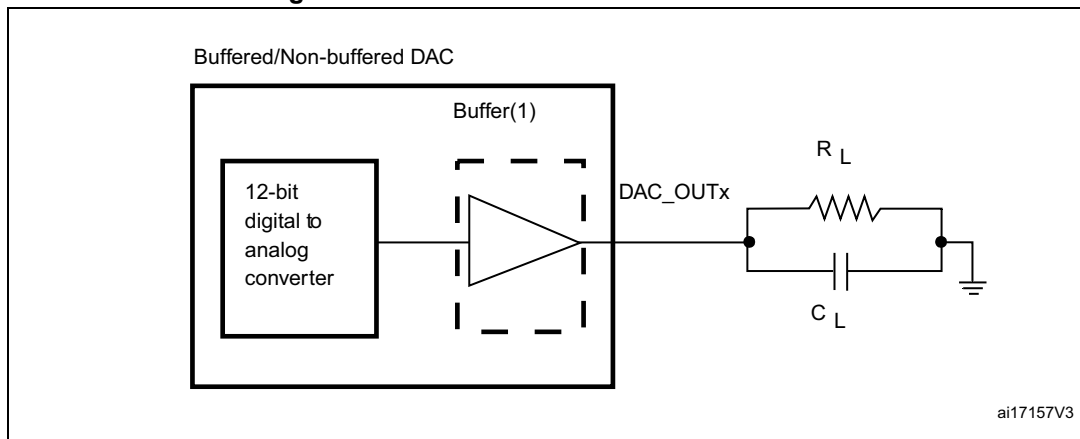 Buffered/Non-buffered DAC
Buffer(1)
12-bit
digital to
analog
converter
DAC_OUTx
R L
C L
ai17157V3